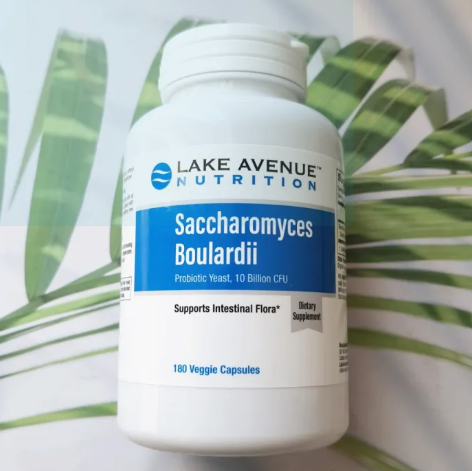 LAKE AVENUE™
NUTRITION
Saccharomyces
Boulardii
Probiotic Yeast, 10 Billion CFU
Supports Intestinal Flora*
Dietary
Supplement
180 Veggie Capsules